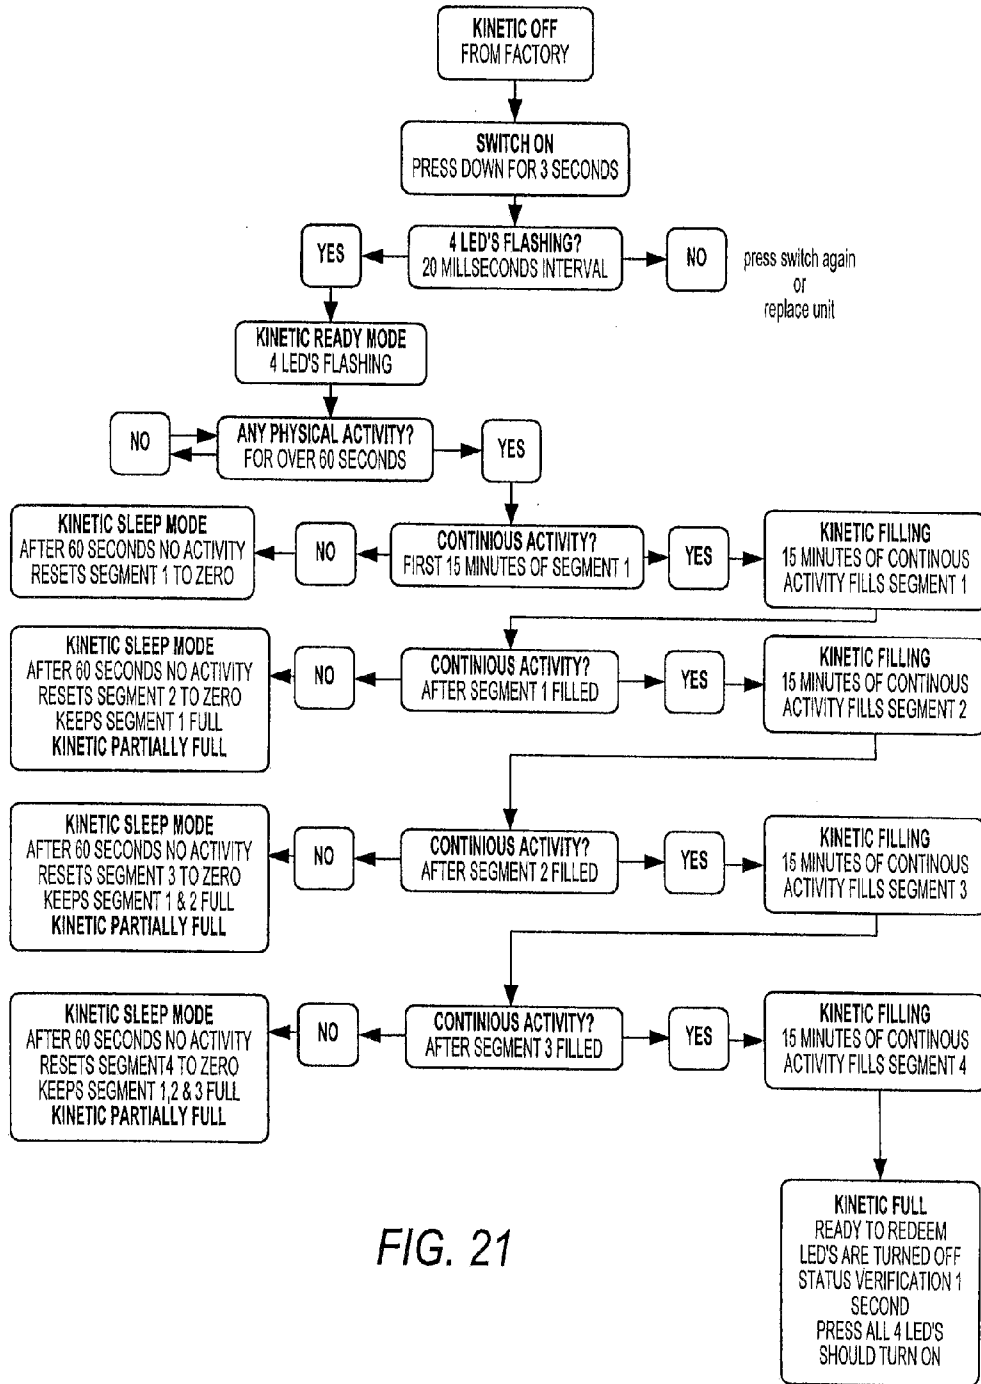 KINETIC OFF
FROM FACTORY
SWITCH ON
PRESS DOWN FOR 3 SECONDS
YES
4 LED'S FLASHING?
20 MILLSECONDS INTERVAL
NO
press switch again
or
replace unit
KINETIC READY MODE
4 LED'S FLASHING
NO
ANY PHYSICAL ACTIVITY?
FOR OVER 60 SECONDS
YES
KINETIC SLEEP MODE
AFTER 60 SECONDS NO ACTIVITY
RESETS SEGMENT 1 TO ZERO
NO
CONTINIOUS ACTIVITY?
FIRST 15 MINUTES OF SEGMENT 1
YES
KINETIC FILLING
15 MINUTES OF CONTINOUS
ACTIVITY FILLS SEGMENT 1
KINETIC SLEEP MODE
AFTER 60 SECONDS NO ACTIVITY
RESETS SEGMENT 2 TO ZERO
KEEPS SEGMENT 1 FULL
KINETIC PARTIALLY FULL
NO
CONTINIOUS ACTIVITY?
AFTER SEGMENT 1 FILLED
YES
KINETIC FILLING
15 MINUTES OF CONTINOUS
ACTIVITY FILLS SEGMENT 2
KINETIC SLEEP MODE
AFTER 60 SECONDS NO ACTIVITY
RESETS SEGMENT 3 TO ZERO
KEEPS SEGMENT 1 & 2 FULL
KINETIC PARTIALLY FULL
NO
CONTINIOUS ACTIVITY?
AFTER SEGMENT 2 FILLED
YES
KINETIC FILLING
15 MINUTES OF CONTINOUS
ACTIVITY FILLS SEGMENT 3
KINETIC SLEEP MODE
AFTER 60 SECONDS NO ACTIVITY
RESETS SEGMENT4 TO ZERO
KEEPS SEGMENT 1,2 & 3 FULL
KINETIC PARTIALLY FULL
NO
CONTINIOUS ACTIVITY?
AFTER SEGMENT 3 FILLED
YES
KINETIC FILLING
15 MINUTES OF CONTINOUS
ACTIVITY FILLS SEGMENT 4
KINETIC FULL
READY TO REDEEM
LED'S ARE TURNED OFF
STATUS VERIFICATION 1
SECOND
PRESS ALL 4 LED'S
SHOULD TURN ON
FIG. 21